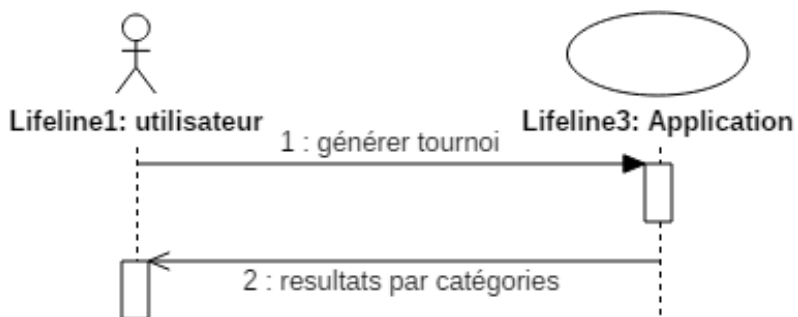 Lifeline1: utilisateur
Lifeline3: Application
1 : générer tournoi
2 : resultats par catégories